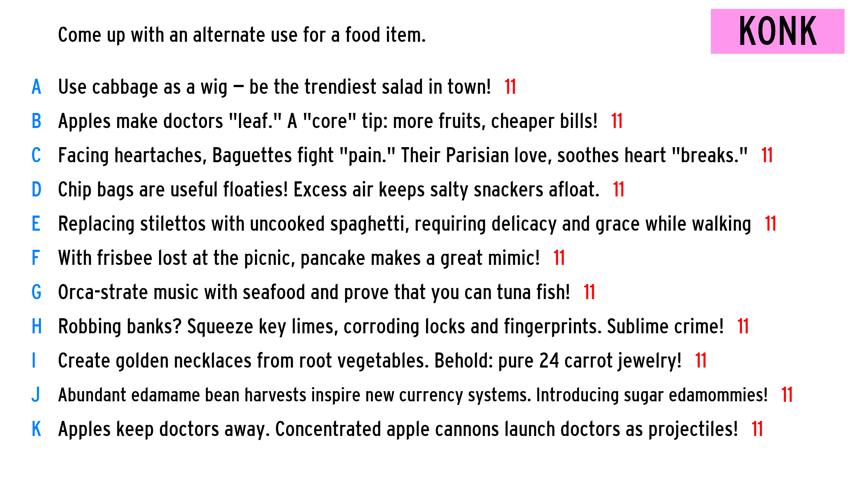 Come up with an alternate use for a food item.
KONK
A Use cabbage as a wig – be the trendiest salad in town! 11
B Apples make doctors "leaf." A "core" tip: more fruits, cheaper bills! 11
C Facing heartaches, Baguettes fight "pain." Their Parisian love, soothes heart "breaks." 11
D Chip bags are useful floaties! Excess air keeps salty snackers afloat. 11
E Replacing stilettos with uncooked spaghetti, requiring delicacy and grace while walking 11
F With frisbee lost at the picnic, pancake makes a great mimic! 11
G Orca-strate music with seafood and prove that you can tuna fish! 11
H Robbing banks? Squeeze key limes, corroding locks and fingerprints. Sublime crime! 11
I Create golden necklaces from root vegetables. Behold: pure 24 carrot jewelry! 11
J Abundant edamame bean harvests inspire new currency systems. Introducing sugar edamommies! 11
K Apples keep doctors away. Concentrated apple cannons launch doctors as projectiles! 11